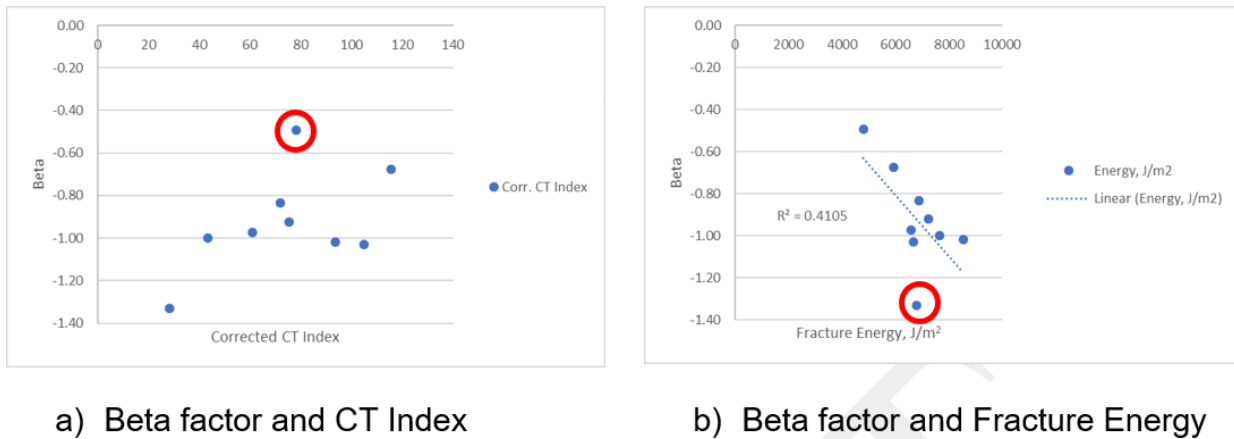 0.00
0 20 40 60 80 100 120 140
-0.20
-0.40
-0.60
-0.80
-1.00
-1.20
-1.40
Beta
Corrected CT Index
Corr. CT Index
0.00
0 2000 4000 6000 8000 10000
-0.20
-0.40
-0.60
-0.80
-1.00
-1.20
-1.40
Beta
R² = 0.4105
Fracture Energy, J/m²
Energy, J/m2
Linear (Energy, J/m2)
a) Beta factor and CT Index
b) Beta factor and Fracture Energy